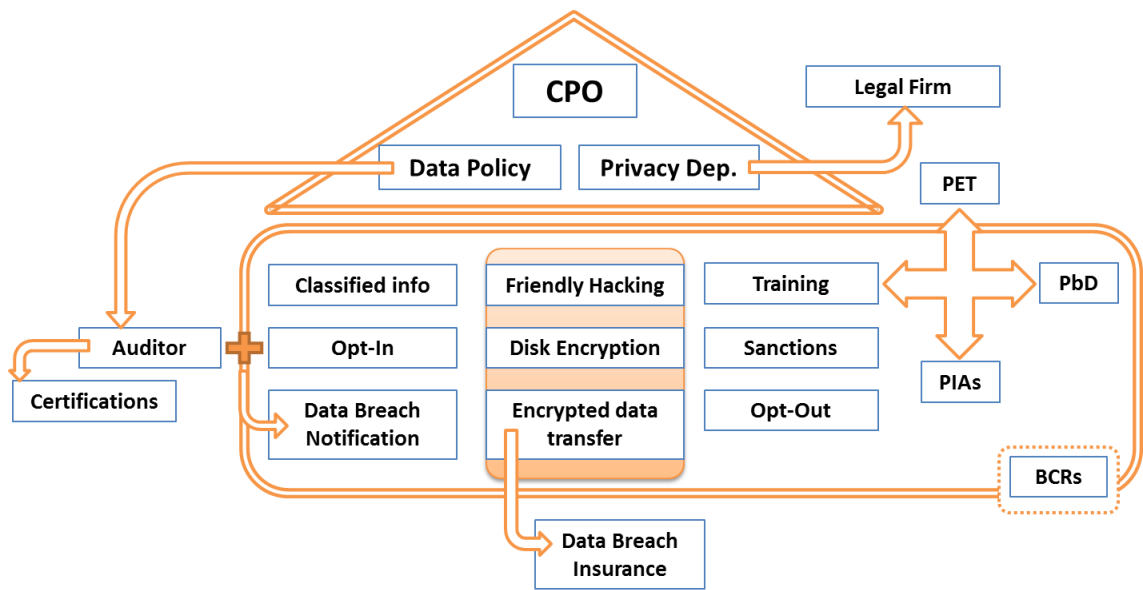 CPO
Legal Firm
Data Policy
Privacy Dep.
PET
Classified info
Friendly Hacking
Training
PbD
Auditor
Opt-In
Disk Encryption
Sanctions
PIAs
Certifications
Data Breach
Notification
Encrypted data
transfer
Opt-Out
BCRs
Data Breach
Insurance